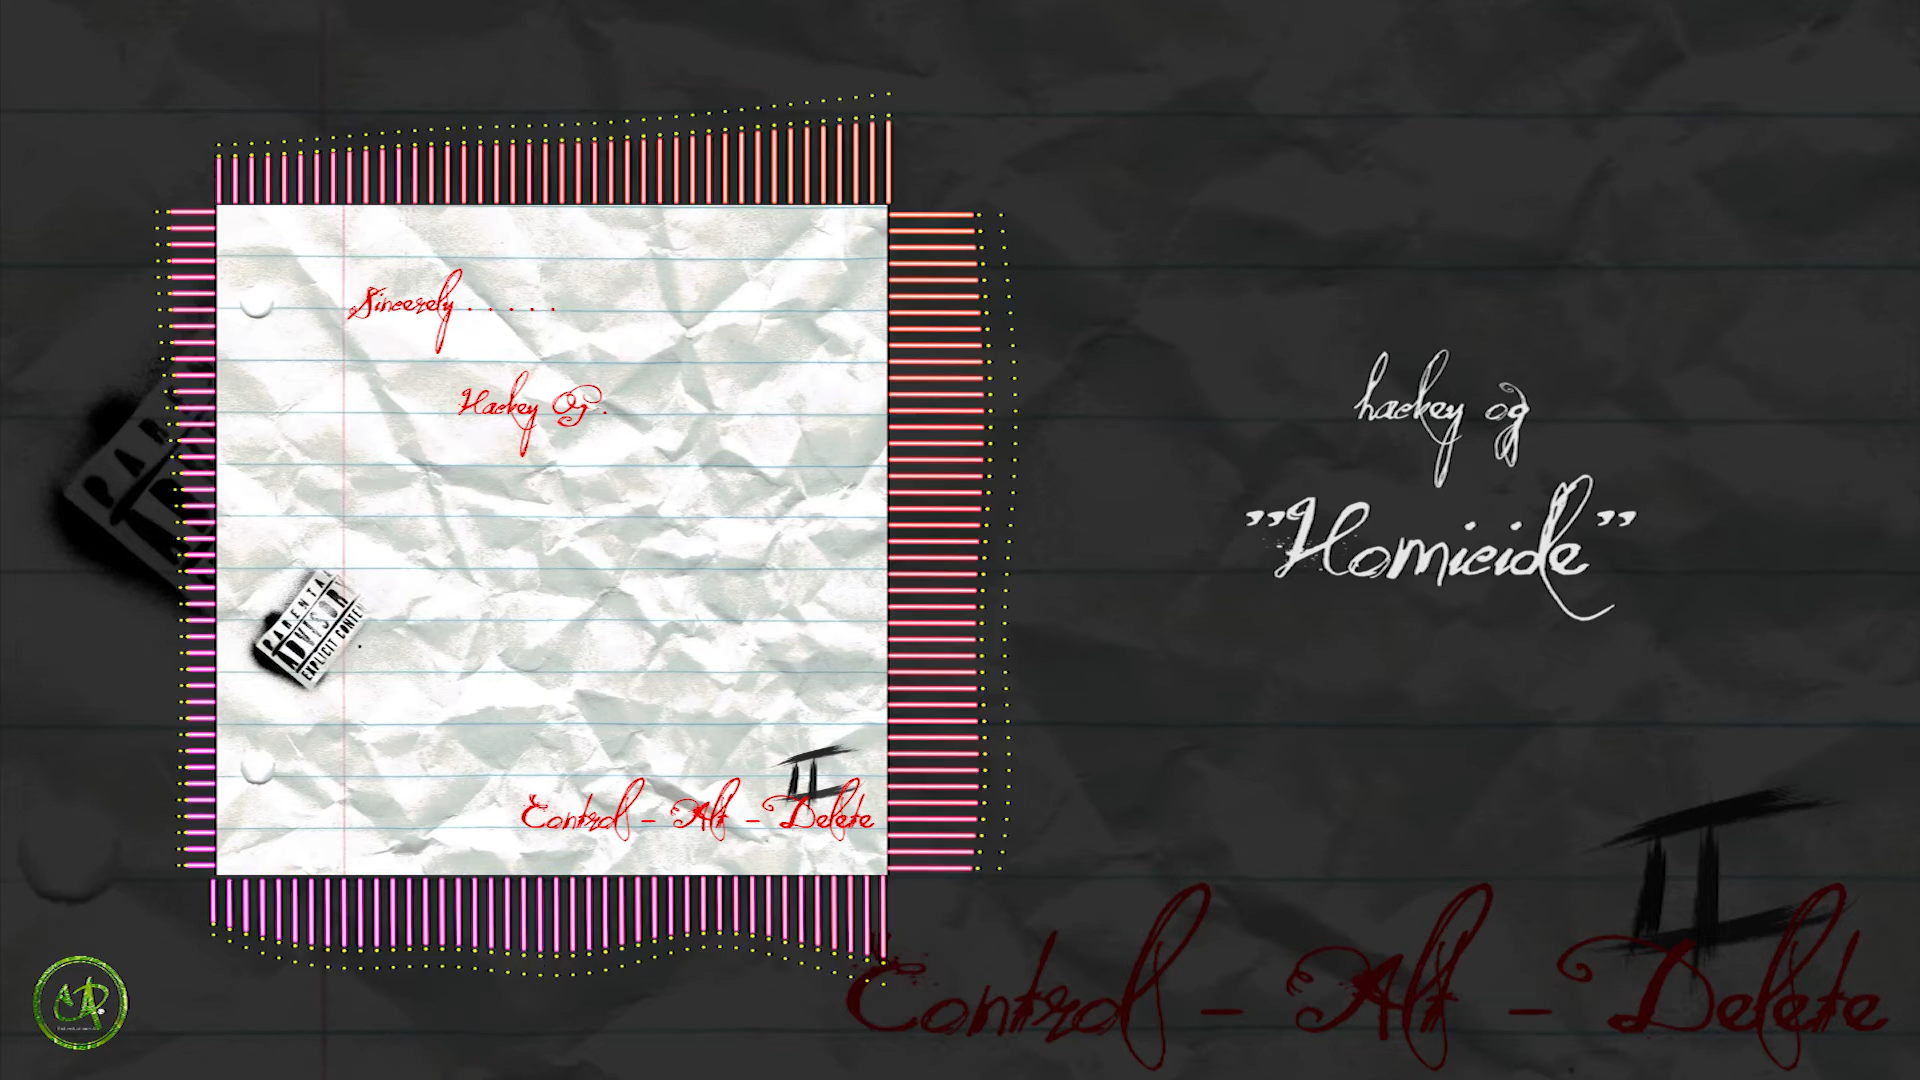 Sincerely . . . . .
Hackey OG.
PARENTAL
ADVISORY
EXPLICIT CONTENT
II
Control - Alt - Delete
hackey og
"Homicide"
II
Control - Alt - Delete